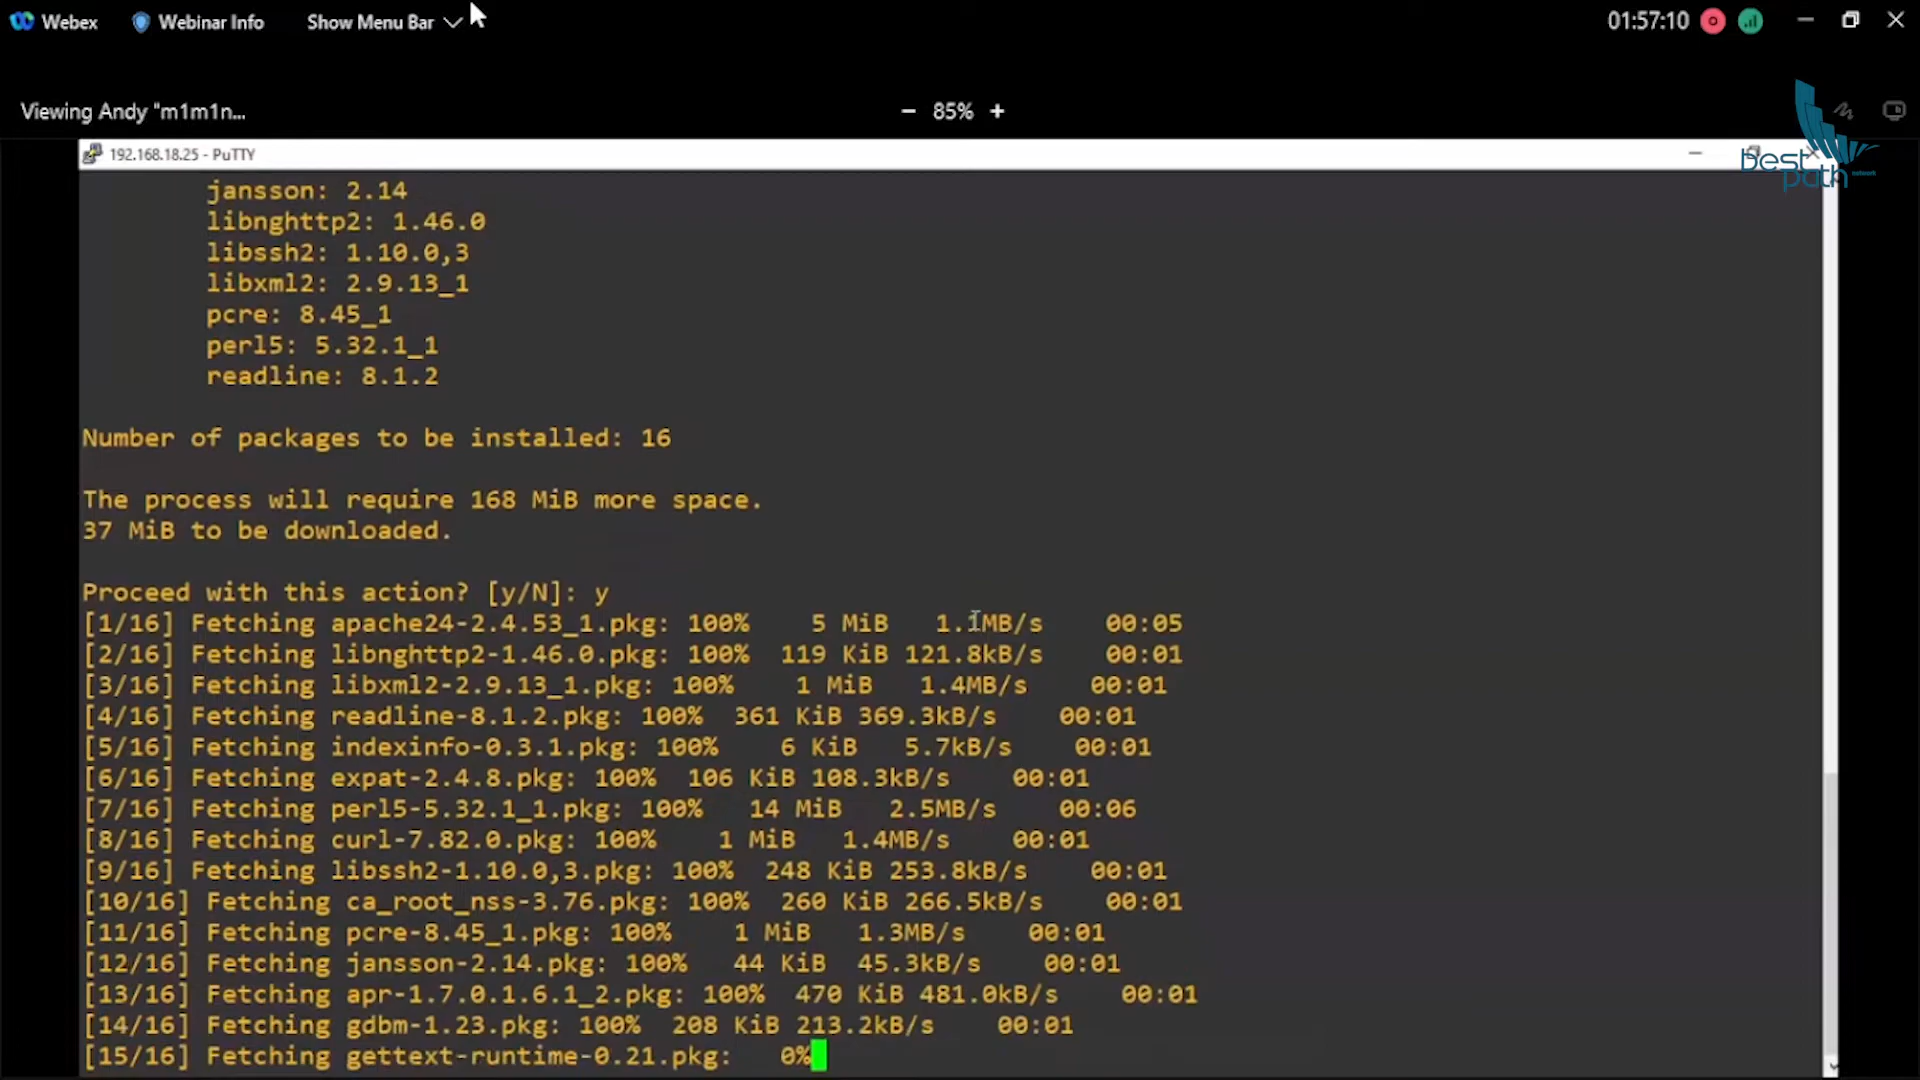 Webex Webinar Info Show Menu Bar 01:57:10
Viewing Andy "m1m1n... − 85% +
best path network
192.168.18.25 - PuTTY
jansson: 2.14
libnghttp2: 1.46.0
libssh2: 1.10.0,3
libxml2: 2.9.13_1
pcre: 8.45_1
perl5: 5.32.1_1
readline: 8.1.2
Number of packages to be installed: 16
The process will require 168 MiB more space.
37 MiB to be downloaded.
Proceed with this action? [y/N]: y
[1/16] Fetching apache24-2.4.53_1.pkg: 100% 5 MiB 1.1MB/s 00:05
[2/16] Fetching libnghttp2-1.46.0.pkg: 100% 119 KiB 121.8kB/s 00:01
[3/16] Fetching libxml2-2.9.13_1.pkg: 100% 1 MiB 1.4MB/s 00:01
[4/16] Fetching readline-8.1.2.pkg: 100% 361 KiB 369.3kB/s 00:01
[5/16] Fetching indexinfo-0.3.1.pkg: 100% 6 KiB 5.7kB/s 00:01
[6/16] Fetching expat-2.4.8.pkg: 100% 106 KiB 108.3kB/s 00:01
[7/16] Fetching perl5-5.32.1_1.pkg: 100% 14 MiB 2.5MB/s 00:06
[8/16] Fetching curl-7.82.0.pkg: 100% 1 MiB 1.4MB/s 00:01
[9/16] Fetching libssh2-1.10.0,3.pkg: 100% 248 KiB 253.8kB/s 00:01
[10/16] Fetching ca_root_nss-3.76.pkg: 100% 260 KiB 266.5kB/s 00:01
[11/16] Fetching pcre-8.45_1.pkg: 100% 1 MiB 1.3MB/s 00:01
[12/16] Fetching jansson-2.14.pkg: 100% 44 KiB 45.3kB/s 00:01
[13/16] Fetching apr-1.7.0.1.6.1_2.pkg: 100% 470 KiB 481.0kB/s 00:01
[14/16] Fetching gdbm-1.23.pkg: 100% 208 KiB 213.2kB/s 00:01
[15/16] Fetching gettext-runtime-0.21.pkg: 0%